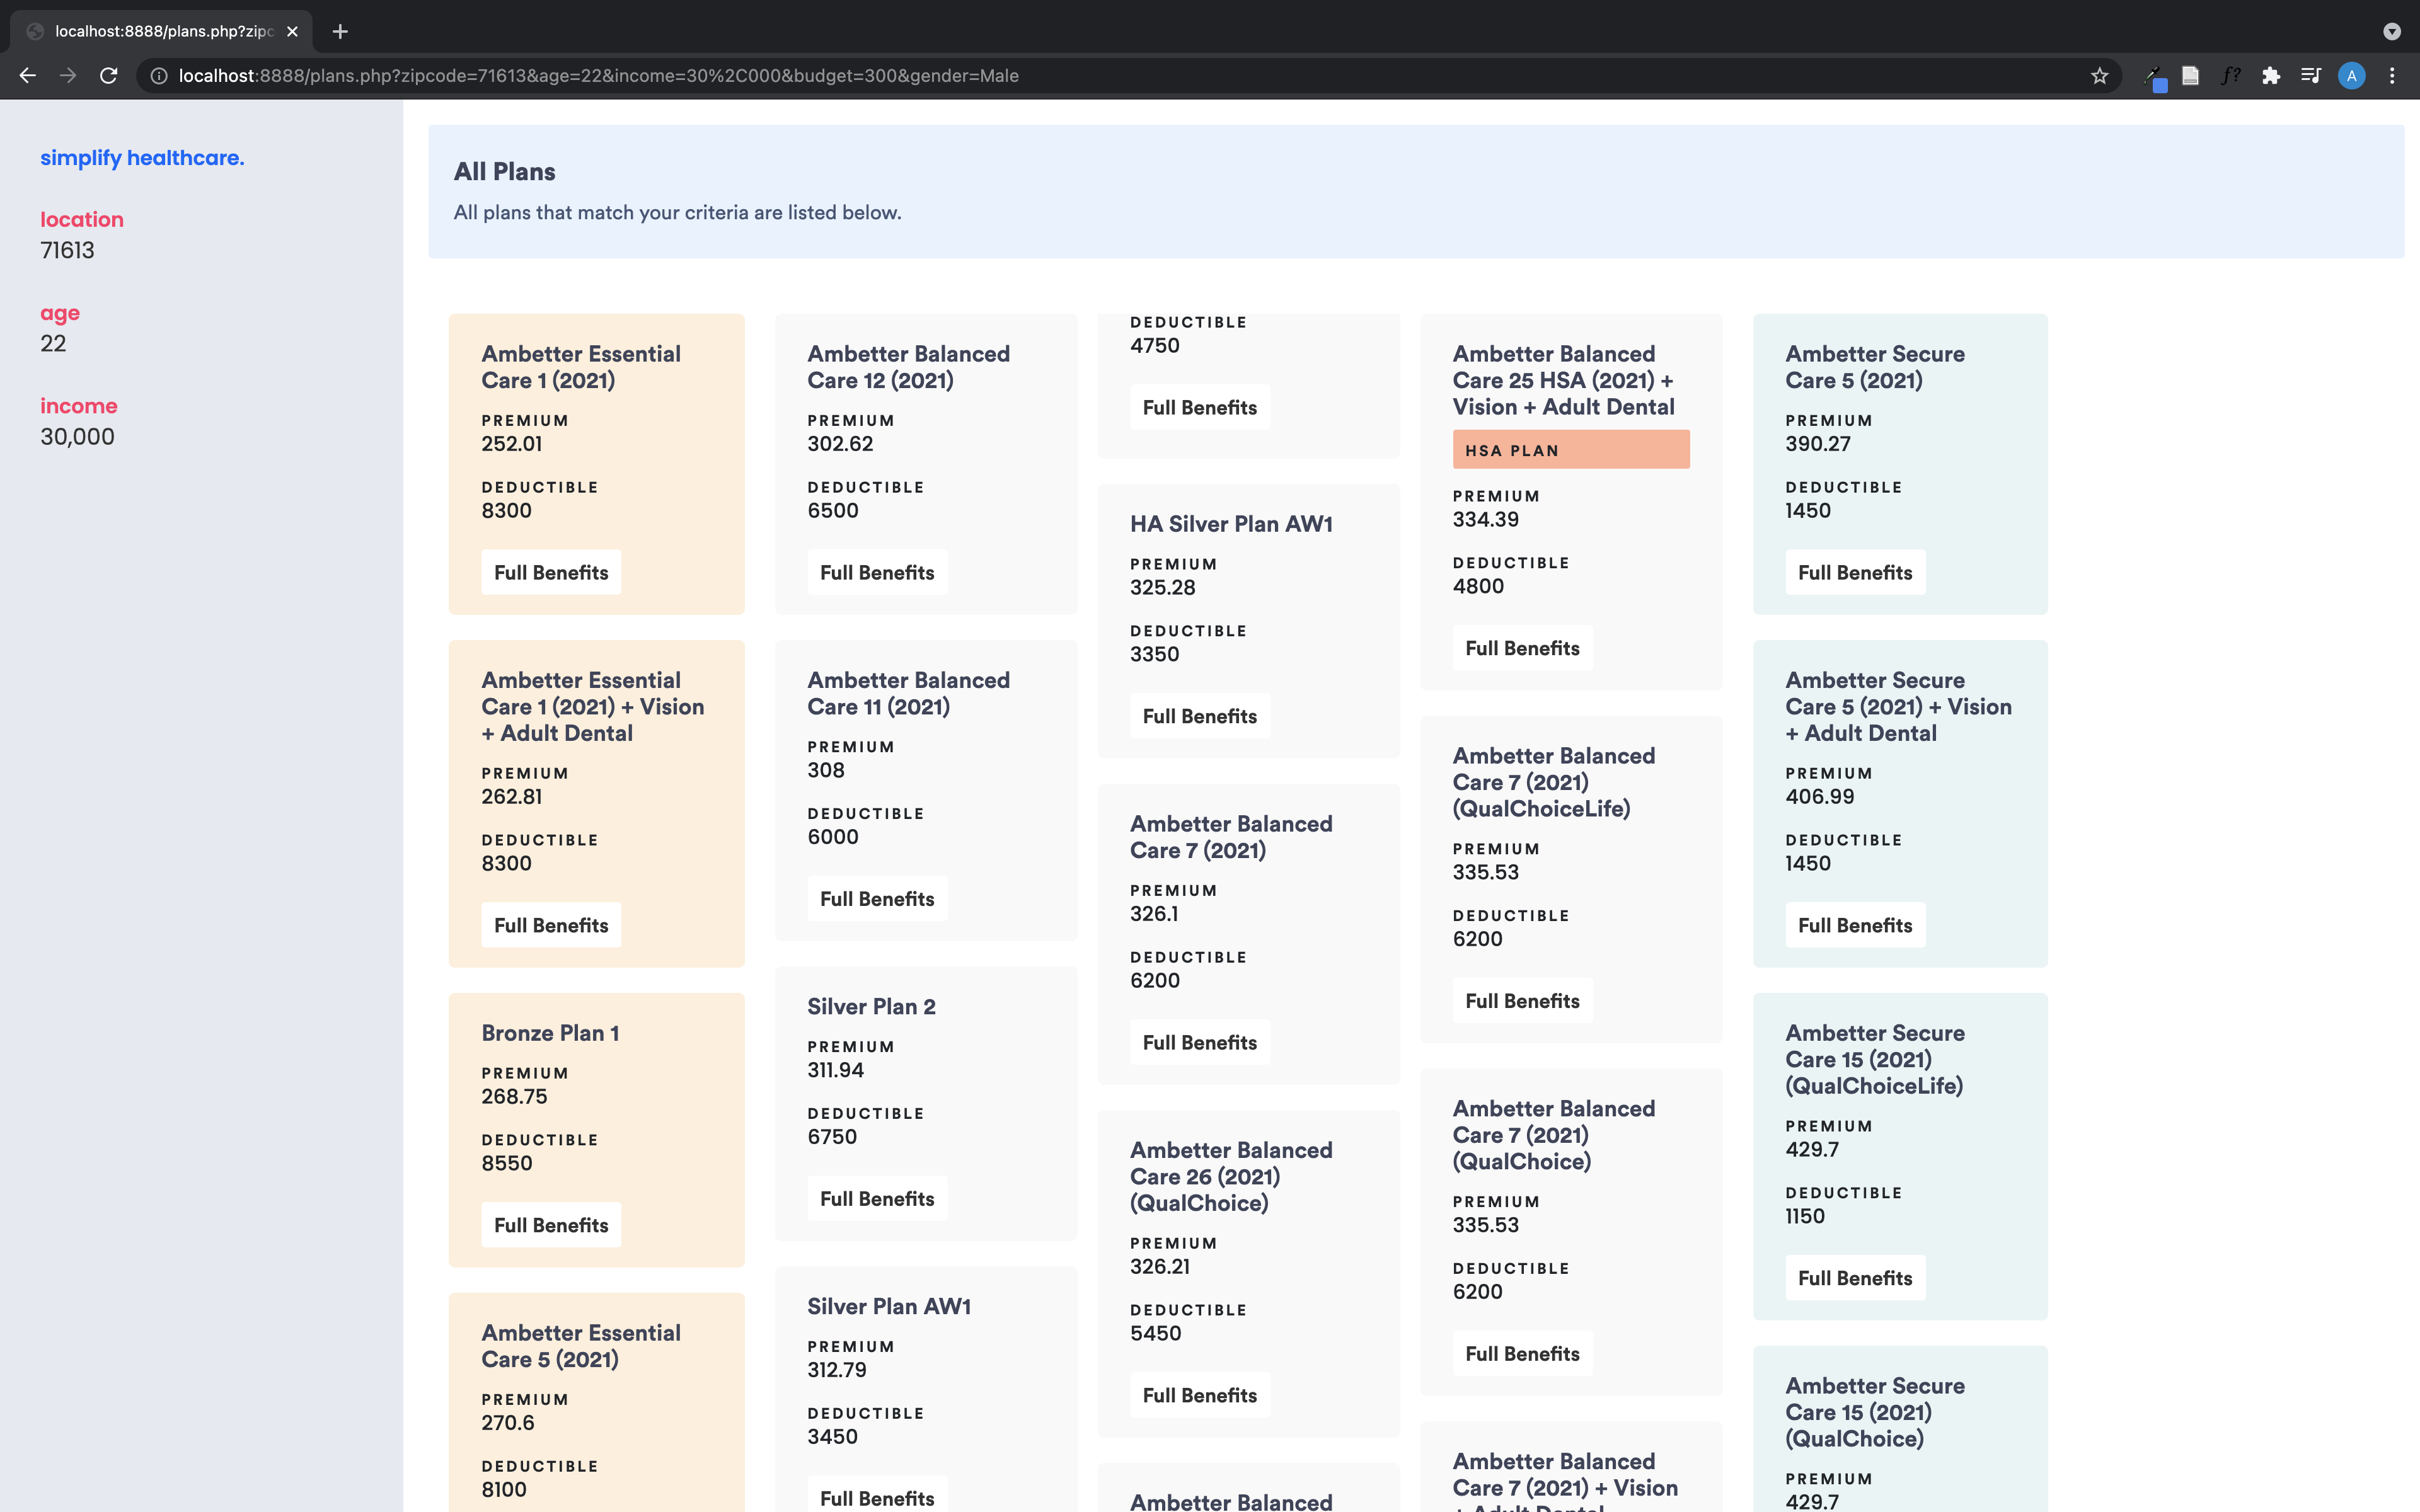 localhost:8888/plans.php?zipc
localhost:8888/plans.php?zipcode=71613&age=22&income=30%2C000&budget=300&gender=Male
f?
A
simplify healthcare.
location
71613
age
22
income
30,000
All Plans
All plans that match your criteria are listed below.
Ambetter Essential
Care 1 (2021)
PREMIUM
252.01
DEDUCTIBLE
8300
Full Benefits
Ambetter Essential
Care 1 (2021) + Vision
+ Adult Dental
PREMIUM
262.81
DEDUCTIBLE
8300
Full Benefits
Bronze Plan 1
PREMIUM
268.75
DEDUCTIBLE
8550
Full Benefits
Ambetter Essential
Care 5 (2021)
PREMIUM
270.6
DEDUCTIBLE
8100
Ambetter Balanced
Care 12 (2021)
PREMIUM
302.62
DEDUCTIBLE
6500
Full Benefits
Ambetter Balanced
Care 11 (2021)
PREMIUM
308
DEDUCTIBLE
6000
Full Benefits
Silver Plan 2
PREMIUM
311.94
DEDUCTIBLE
6750
Full Benefits
Silver Plan AW1
PREMIUM
312.79
DEDUCTIBLE
3450
Full Benefits
DEDUCTIBLE
4750
Full Benefits
HA Silver Plan AW1
PREMIUM
325.28
DEDUCTIBLE
3350
Full Benefits
Ambetter Balanced
Care 7 (2021)
PREMIUM
326.1
DEDUCTIBLE
6200
Full Benefits
Ambetter Balanced
Care 26 (2021)
(QualChoice)
PREMIUM
326.21
DEDUCTIBLE
5450
Full Benefits
Ambetter Balanced
Ambetter Balanced
Care 25 HSA (2021) +
Vision + Adult Dental
HSA PLAN
PREMIUM
334.39
DEDUCTIBLE
4800
Full Benefits
Ambetter Balanced
Care 7 (2021)
(QualChoiceLife)
PREMIUM
335.53
DEDUCTIBLE
6200
Full Benefits
Ambetter Balanced
Care 7 (2021)
(QualChoice)
PREMIUM
335.53
DEDUCTIBLE
6200
Full Benefits
Ambetter Balanced
Care 7 (2021) + Vision
+ Adult Dental
Ambetter Secure
Care 5 (2021)
PREMIUM
390.27
DEDUCTIBLE
1450
Full Benefits
Ambetter Secure
Care 5 (2021) + Vision
+ Adult Dental
PREMIUM
406.99
DEDUCTIBLE
1450
Full Benefits
Ambetter Secure
Care 15 (2021)
(QualChoiceLife)
PREMIUM
429.7
DEDUCTIBLE
1150
Full Benefits
Ambetter Secure
Care 15 (2021)
(QualChoice)
PREMIUM
429.7